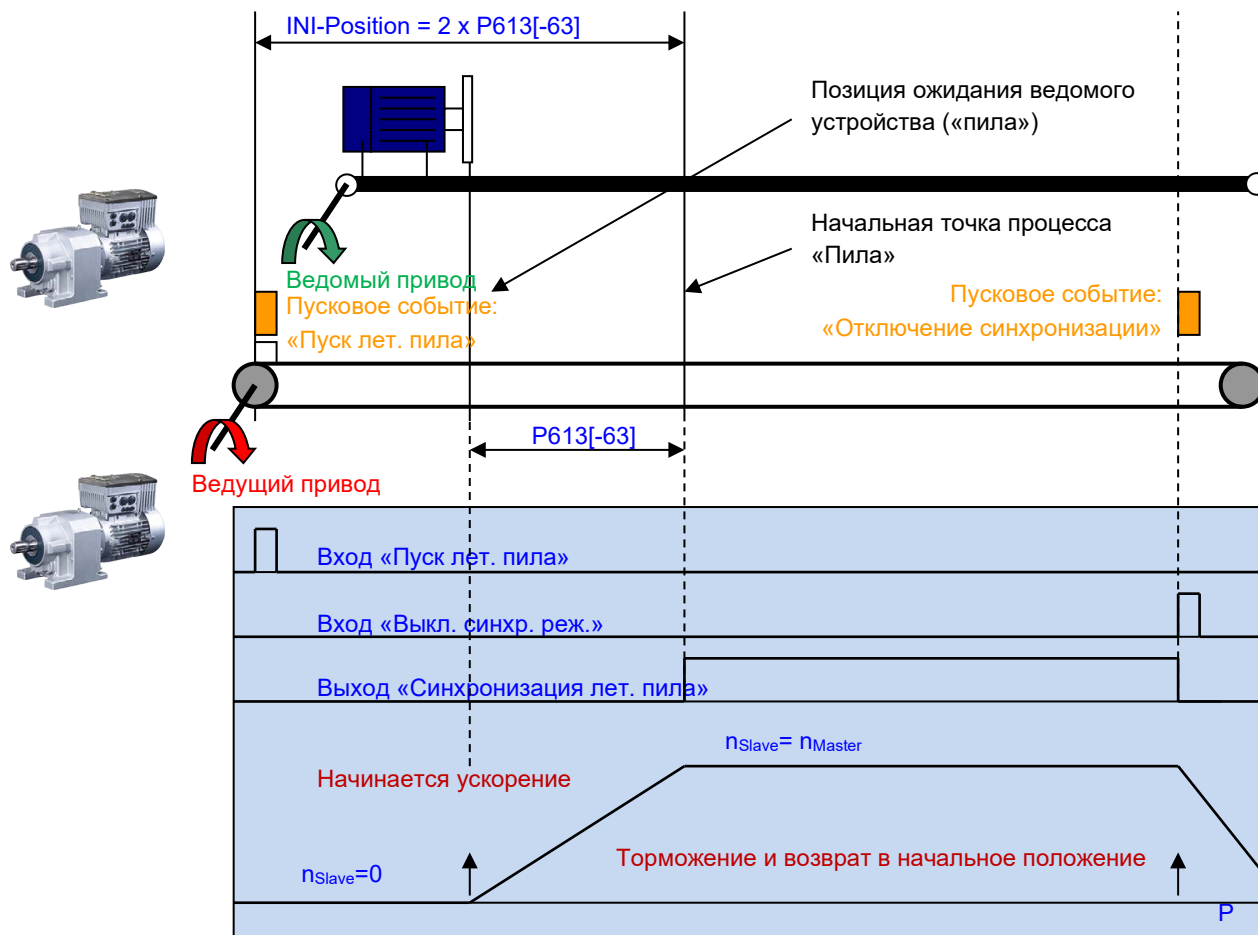 INI-Position = 2 x P613[-63]
Позиция ожидания ведомого
устройства («пила»)
Начальная точка процесса
«Пила»
Ведомый привод
Пусковое событие:
«Пуск лет. пила»
Пусковое событие:
«Отключение синхронизации»
P613[-63]
Ведущий привод
Вход «Пуск лет. пила»
Вход «Выкл. синхр. реж.»
Выход «Синхронизация лет. пила»
nSlave= nMaster
Начинается ускорение
Торможение и возврат в начальное положение
nSlave=0
P